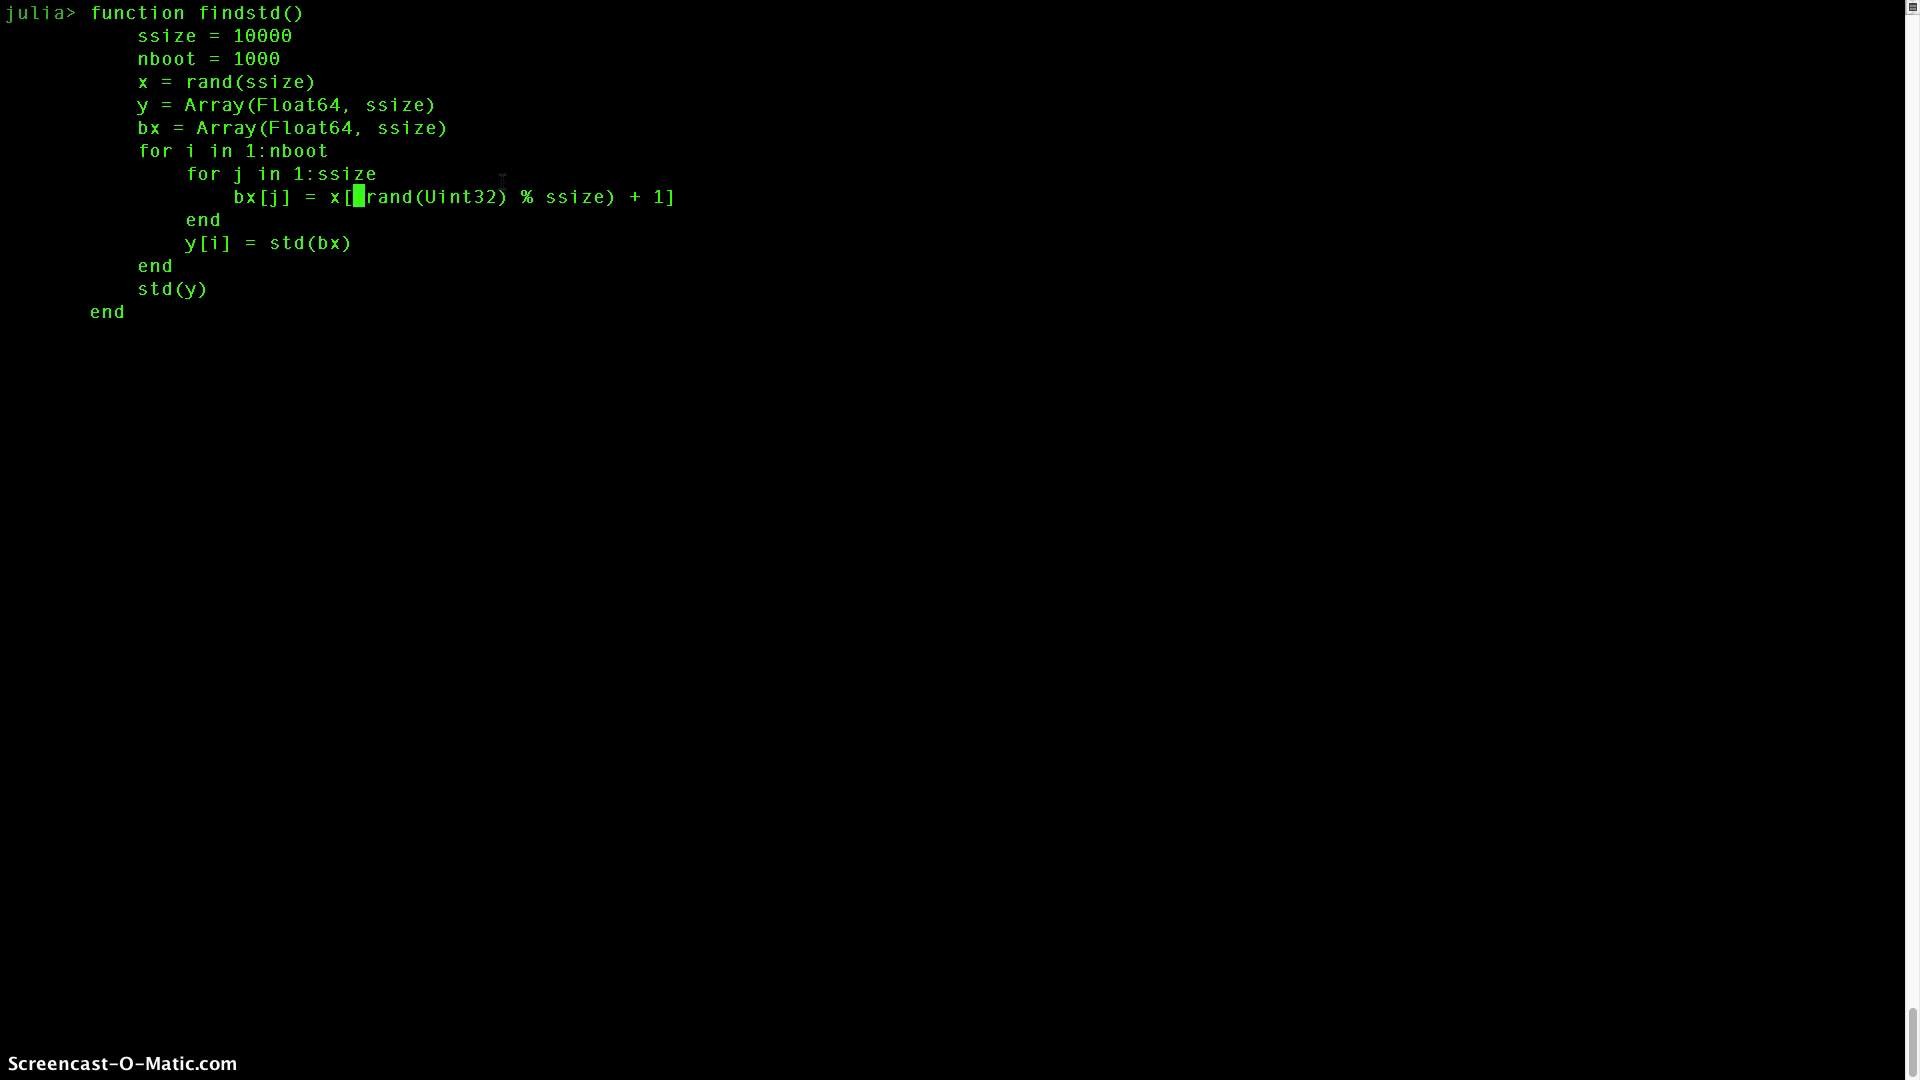 julia> function findstd()
ssize = 10000
nboot = 1000
x = rand(ssize)
y = Array(Float64, ssize)
bx = Array(Float64, ssize)
for i in 1:nboot
for j in 1:ssize
bx[j] = x[(rand(Uint32) % ssize) + 1]
end
y[i] = std(bx)
end
std(y)
end
Screencast-O-Matic.com